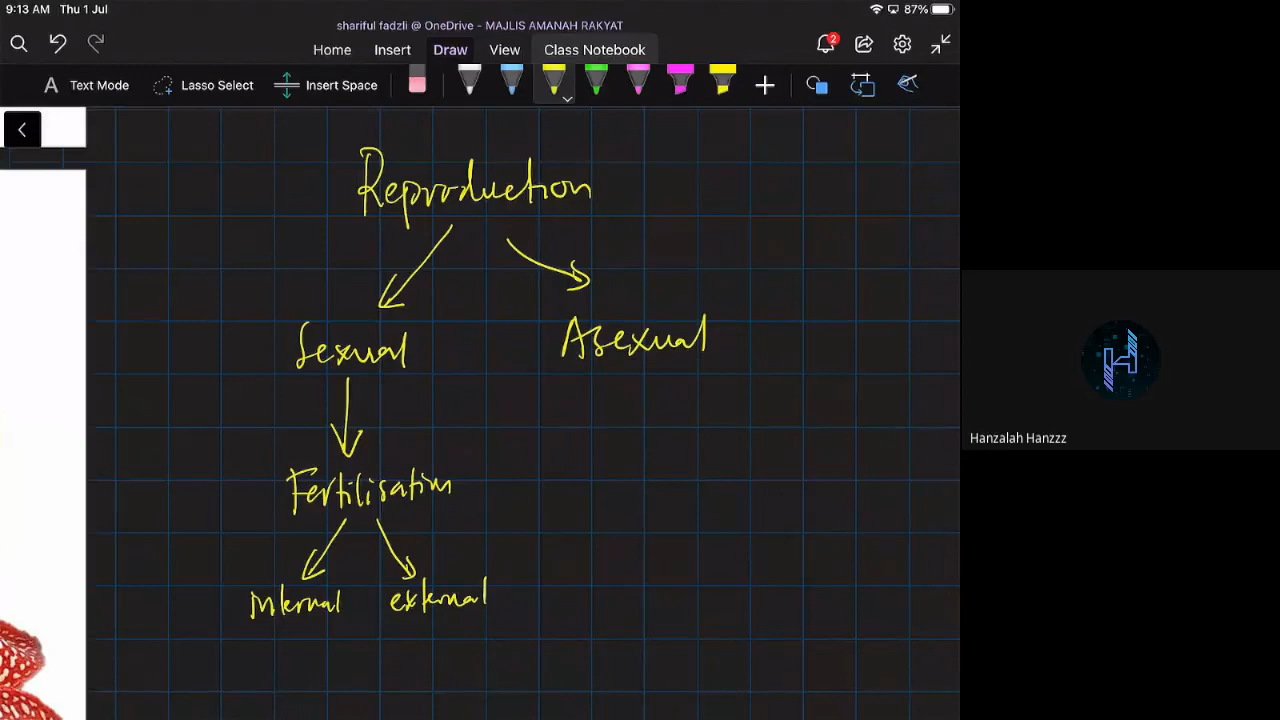 9:13 AM Thu 1 Jul 87%
shariful fadzli @ OneDrive - MAJLIS AMANAH RAKYAT
Home Insert Draw View Class Notebook 2
A Text Mode Lasso Select Insert Space
Reproduction
Sexual Asexual
Fertilisation
Internal external
Hanzalah Hanzzz